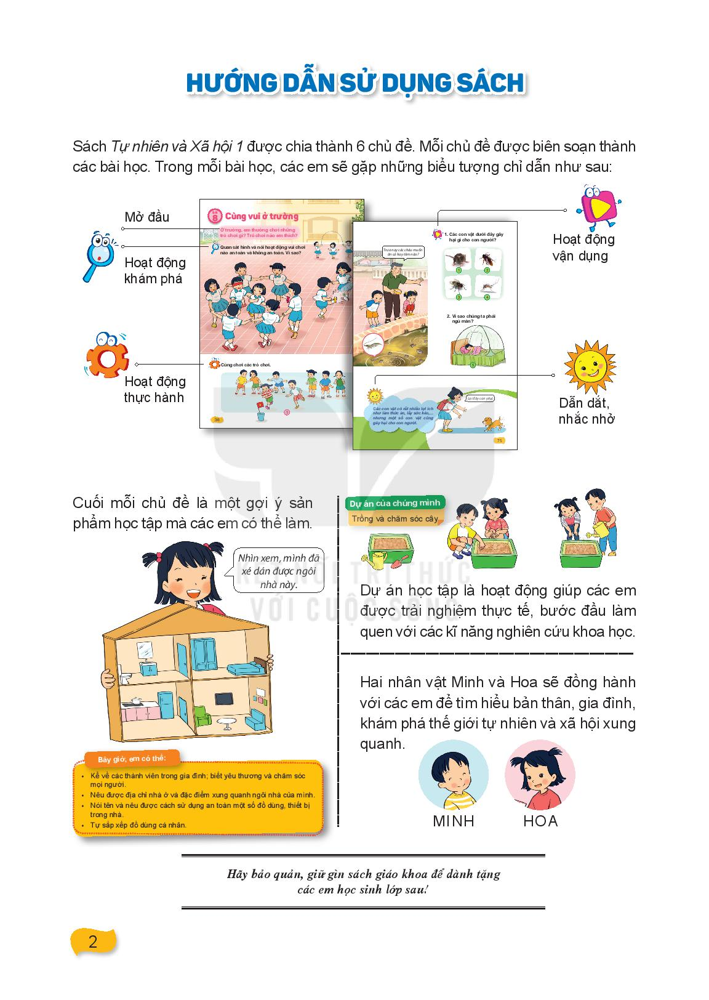 HƯỚNG DẪN SỬ DỤNG SÁCH
Sách Tự nhiên và Xã hội 1 được chia thành 6 chủ đề. Mỗi chủ đề được biên soạn thành
các bài học. Trong mỗi bài học, các em sẽ gặp những biểu tượng chỉ dẫn như sau:
Mở đầu
Hoạt động
khám phá
Hoạt động
thực hành
BÀI
8
Cùng vui ở trường
Ở trường, em thường chơi những
trò chơi gì? Trò chơi nào em thích?
Quan sát hình và nói hoạt động vui chơi
nào an toàn và không an toàn. Vì sao?
Cùng chơi các trò chơi.
1
36
Trưa nay các cháu muốn
ăn cá hay tôm nào?
1. Các con vật dưới đây gây
hại gì cho con người?
1
2
3
4
2. Vì sao chúng ta phải
ngủ màn?
5
Các con vật có rất nhiều lợi ích
như làm thức ăn, lấy sức kéo,...
nhưng một số con vật cũng
gây hại cho con người.
Lại đây cún yêu!
75
Hoạt động
vận dụng
Dẫn dắt,
nhắc nhở
Cuối mỗi chủ đề là một gợi ý sản
phẩm học tập mà các em có thể làm.
Nhìn xem, mình đã
xé dán được ngôi
nhà này.
Bây giờ, em có thể:
• Kể về các thành viên trong gia đình; biết yêu thương và chăm sóc
mọi người.
• Nêu được địa chỉ nhà ở và đặc điểm xung quanh ngôi nhà của mình.
• Nói tên và nêu được cách sử dụng an toàn một số đồ dùng, thiết bị
trong nhà.
• Tự sắp xếp đồ dùng cá nhân.
Dự án của chúng mình
Trồng và chăm sóc cây
Dự án học tập là hoạt động giúp các em
được trải nghiệm thực tế, bước đầu làm
quen với các kĩ năng nghiên cứu khoa học.
Hai nhân vật Minh và Hoa sẽ đồng hành
với các em để tìm hiểu bản thân, gia đình,
khám phá thế giới tự nhiên và xã hội xung
quanh.
MINH
HOA
KẾT NỐI TRI THỨC
VỚI CUỘC SỐNG
Hãy bảo quản, giữ gìn sách giáo khoa để dành tặng
các em học sinh lớp sau!
2